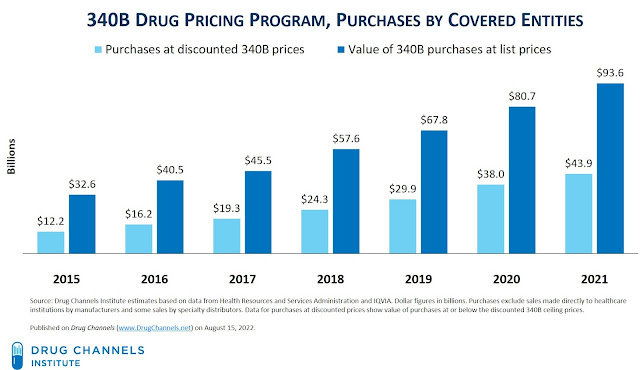 340B DRUG PRICING PROGRAM, PURCHASES BY COVERED ENTITIES
Purchases at discounted 340B prices
Value of 340B purchases at list prices
Billions
$12.2
$32.6
$16.2
$40.5
$19.3
$45.5
$24.3
$57.6
$29.9
$67.8
$38.0
$80.7
$43.9
$93.6
2015
2016
2017
2018
2019
2020
2021
Source: Drug Channels Institute estimates based on data from Health Resources and Services Administration and IQVIA. Dollar figures in billions. Purchases exclude sales made directly to healthcare
institutions by manufacturers and some sales by specialty distributors. Data for purchases at discounted prices show value of purchases at or below the discounted 340B ceiling prices.
Published on Drug Channels (www.DrugChannels.net) on August 15, 2022.
DRUG CHANNELS
INSTITUTE